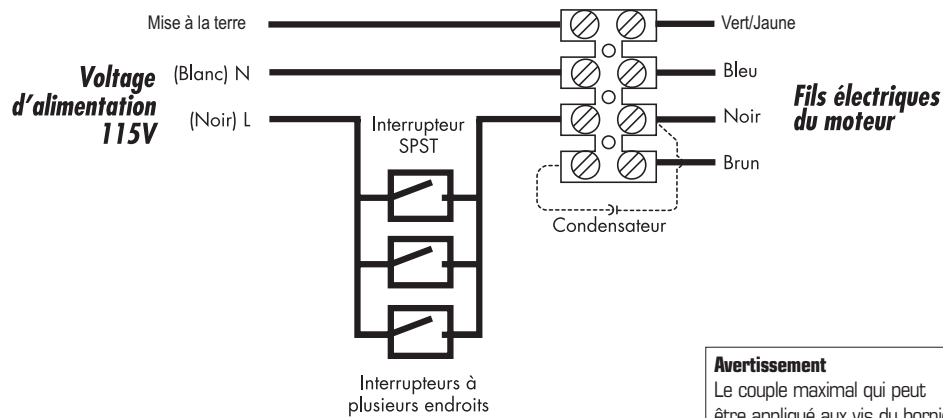 Mise à la terre
Vert/Jaune
Voltage
d'alimentation
115V
(Blanc) N
Bleu
(Noir) L
Interrupteur
SPST
Noir
Fils électriques
du moteur
Brun
Condensateur
Interrupteurs à
plusieurs endroits
Avertissement
Le couple maximal qui peut